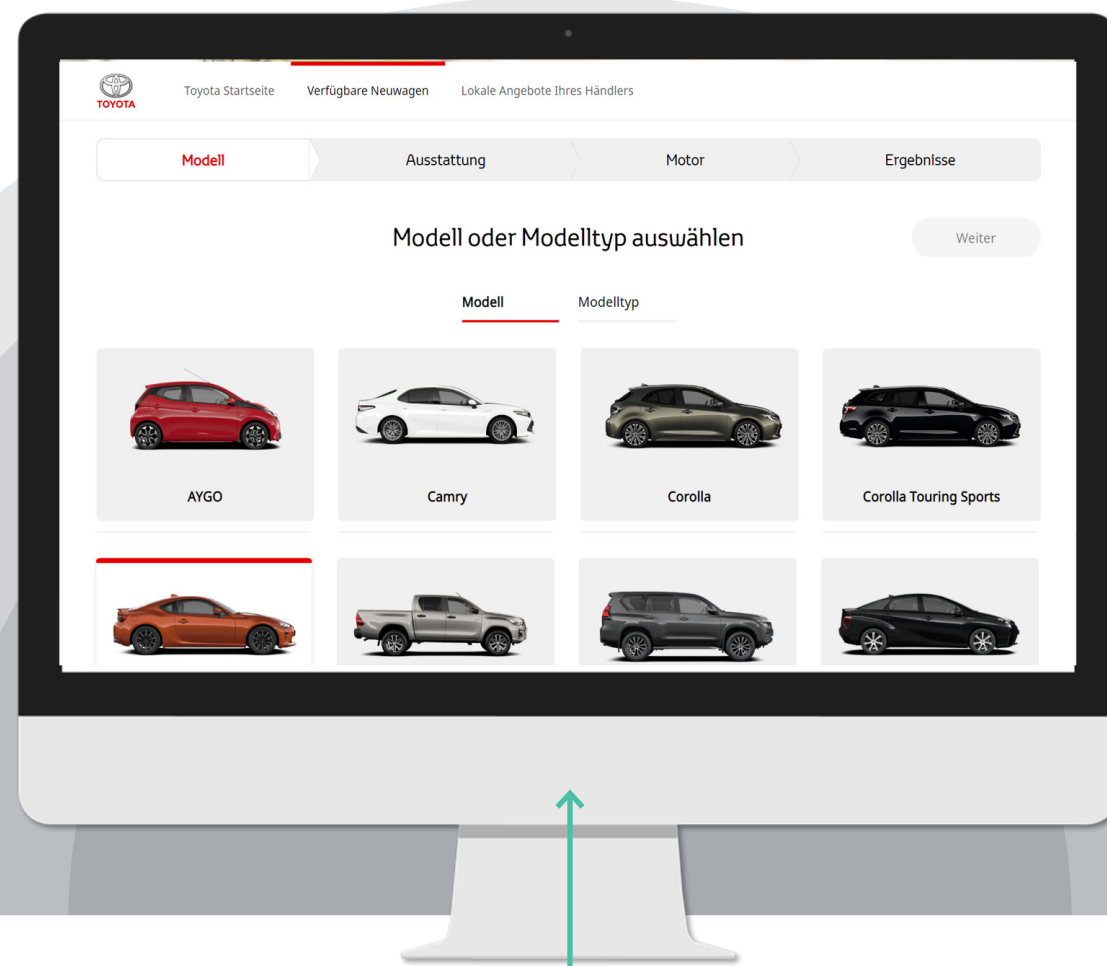 TOYOTA
Toyota Startseite Verfügbare Neuwagen Lokale Angebote Ihres Händlers
Modell Ausstattung Motor Ergebnisse
Modell oder Modelltyp auswählen
Weiter
Modell Modelltyp
AYGO Camry Corolla Corolla Touring Sports